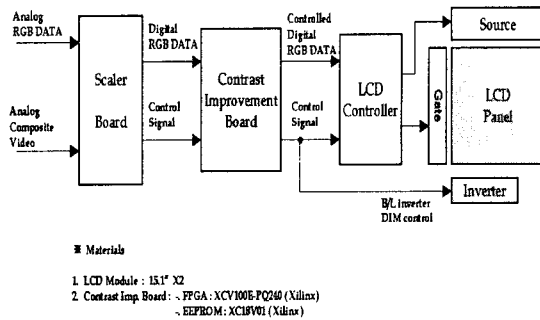 Analog
RGB DATA
Analog
Composite
Video
Scaler
Board
Digital
RGB DATA
Control
Signal
Contrast
Improvement
Board
Controlled
Digital
RGB DATA
Control
Signal
LCD
Controller
Source
Gate
LCD
Panel
Inverter
B/L inverter
DIM control
※ Materials
1. LCD Module : 15.1" X2
2. Contrast Imp. Board : -. FPGA : XCV100E-PQ240 (Xilinx)
-. EEPROM : XC18V01 (Xilinx)